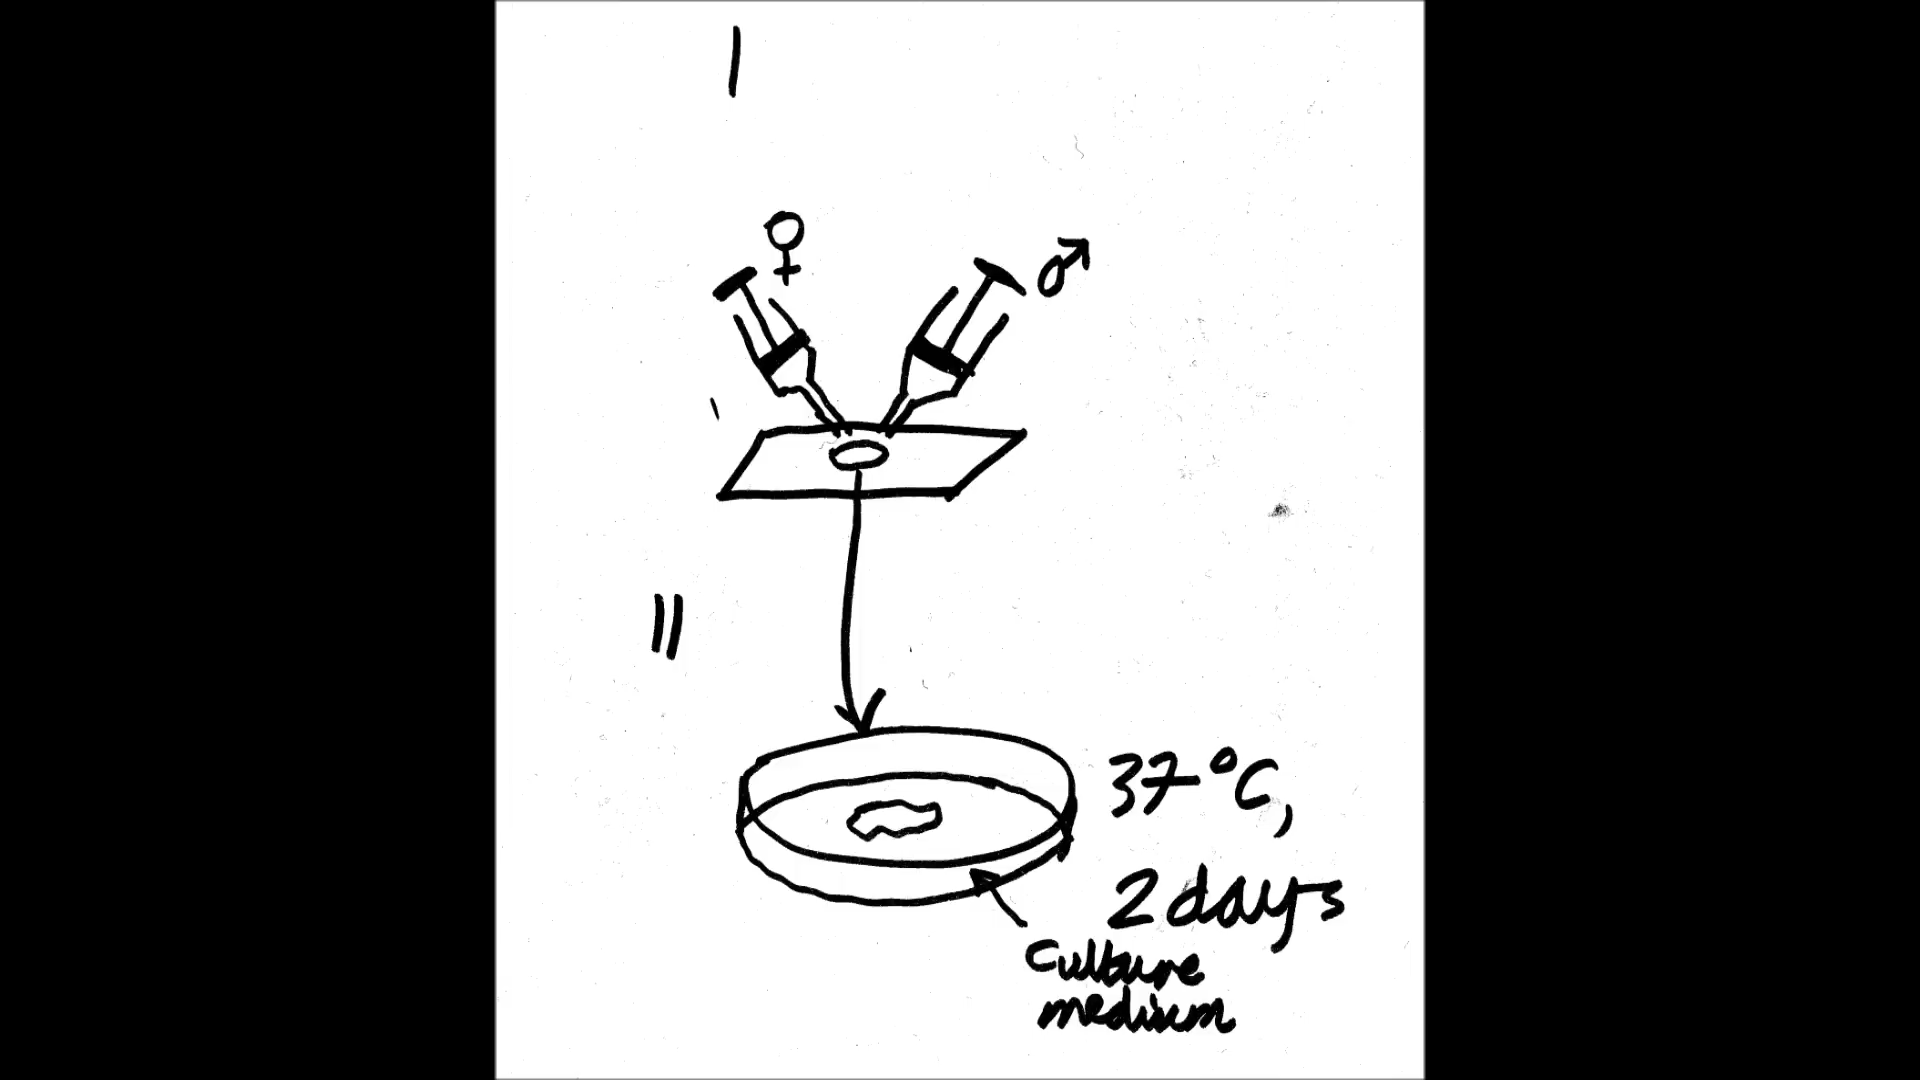 I
♀
♂
II
37°C,
2 days
Culture
medium